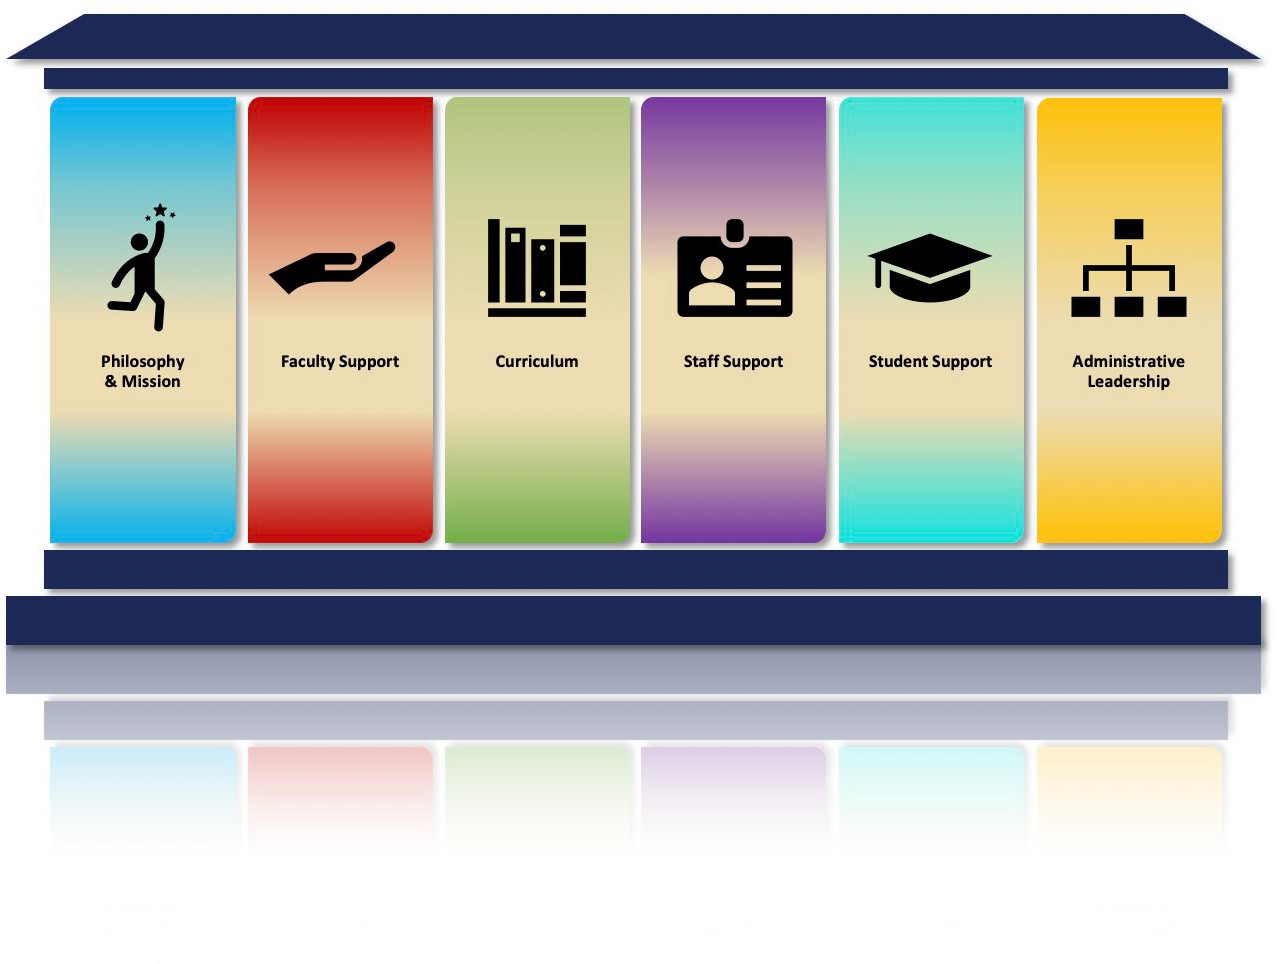 Philosophy
& Mission
Faculty Support
Curriculum
Staff Support
Student Support
Administrative
Leadership